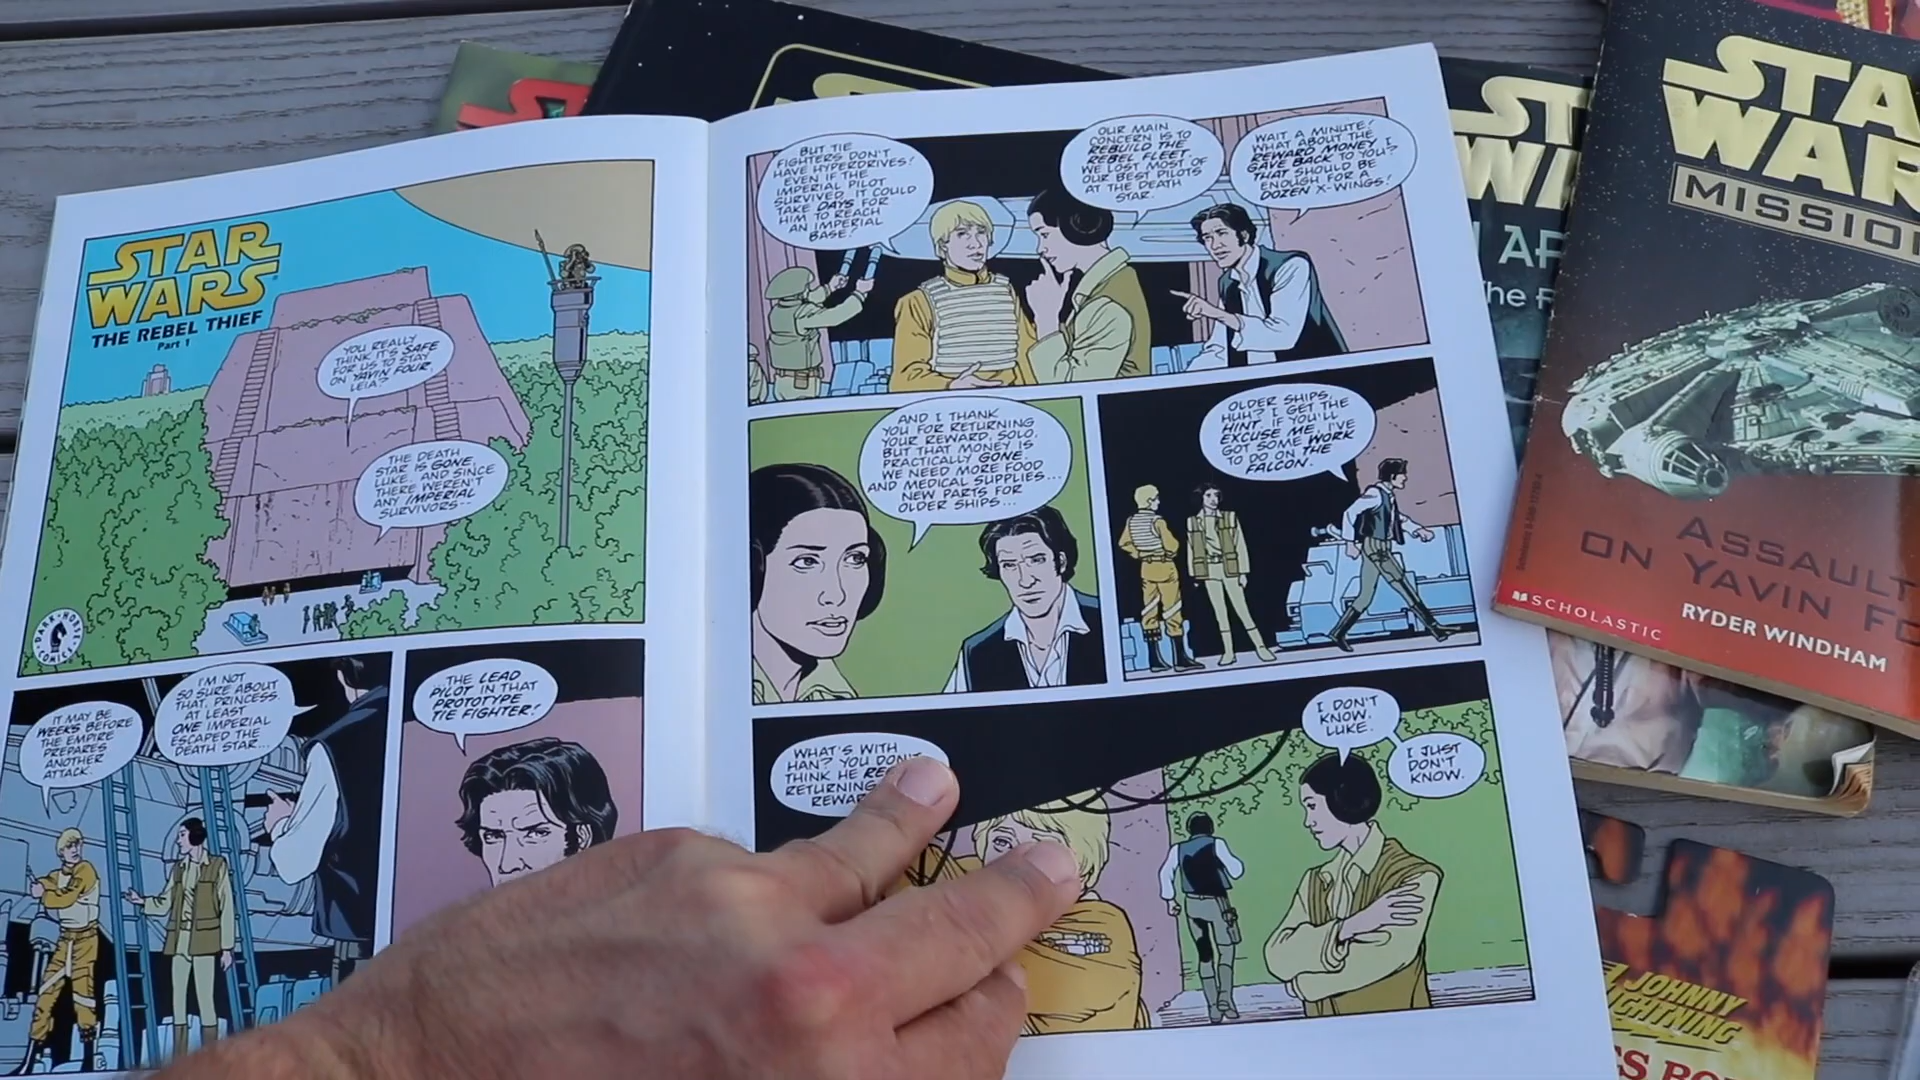 STAR
WARS
THE REBEL THIEF
Part 1
YOU REALLY
THINK IT'S SAFE
FOR US TO STAY
ON YAVIN FOUR,
LEIA?
THE DEATH
STAR IS GONE,
LUKE. AND SINCE
THERE WEREN'T
ANY IMPERIAL
SURVIVORS--
DARK HORSE
COMICS
IT MAY BE
WEEKS BEFORE
THE EMPIRE
PREPARES
ANOTHER
ATTACK.
I'M NOT
SO SURE ABOUT
THAT, PRINCESS.
AT LEAST
ONE IMPERIAL
ESCAPED THE
DEATH STAR...
...THE LEAD
PILOT IN THAT
PROTOTYPE
TIE FIGHTER!
BUT TIE
FIGHTERS DON'T
HAVE HYPERDRIVES!
EVEN IF THE
IMPERIAL PILOT
SURVIVED, IT COULD
TAKE DAYS FOR
HIM TO REACH
AN IMPERIAL
BASE!
OUR MAIN
CONCERN IS TO
REBUILD THE
REBEL FLEET.
WE LOST MOST OF
OUR BEST PILOTS
AT THE DEATH
STAR.
WAIT A MINUTE!
WHAT ABOUT THE
REWARD MONEY I
GAVE BACK TO YOU?
THAT SHOULD BE
ENOUGH FOR A
DOZEN X-WINGS!
AND I THANK
YOU FOR RETURNING
YOUR REWARD, SOLO,
BUT THAT MONEY IS
PRACTICALLY GONE.
WE NEED MORE FOOD
AND MEDICAL SUPPLIES...
NEW PARTS FOR
OLDER SHIPS...
OLDER SHIPS,
HUH? I GET THE
HINT. IF YOU'LL
EXCUSE ME, I'VE
GOT SOME WORK
TO DO ON THE
FALCON.
WHAT'S WITH
HAN? YOU DON'T
THINK HE RE
RETURNING
REWAR
I DON'T
KNOW,
LUKE.
I JUST
DON'T
KNOW.
ST
STA
WAR
MISSIO
ASSAULT
ON YAVIN FO
SCHOLASTIC
RYDER WINDHAM
JOHNNY
LIGHTNING